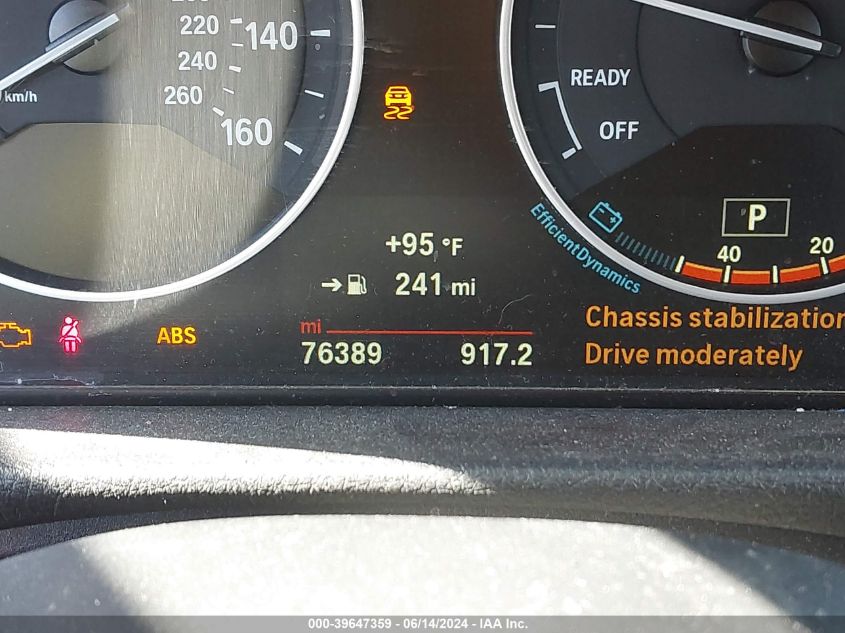 220
140
240
km/h
260
160
READY
OFF
P
+95 °F
241 mi
EfficientDynamics
40
20
ABS
mi
76389 917.2
Chassis stabilization
Drive moderately
000-39647359 - 06/14/2024 - IAA Inc.